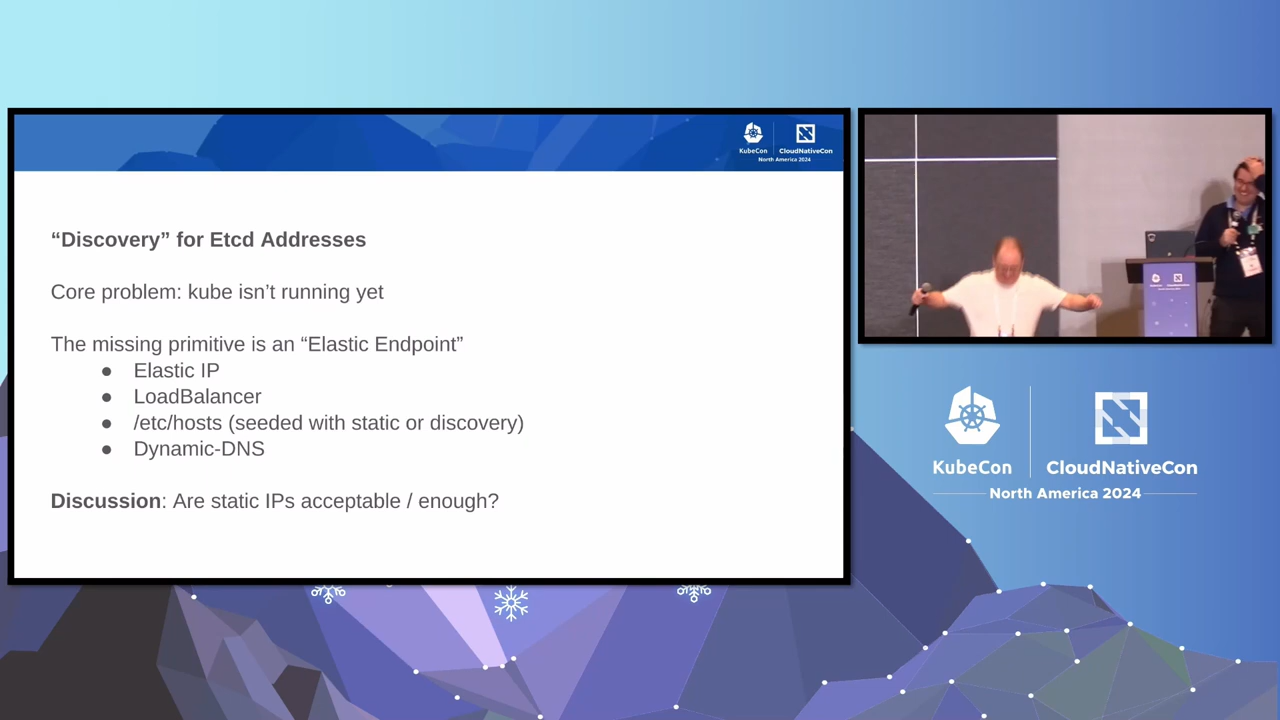 KubeCon
CloudNativeCon
North America 2024
“Discovery” for Etcd Addresses
Core problem: kube isn’t running yet
The missing primitive is an “Elastic Endpoint”
● Elastic IP
● LoadBalancer
● /etc/hosts (seeded with static or discovery)
● Dynamic-DNS
Discussion: Are static IPs acceptable / enough?
KubeCon
CloudNativeCon
North America 2024